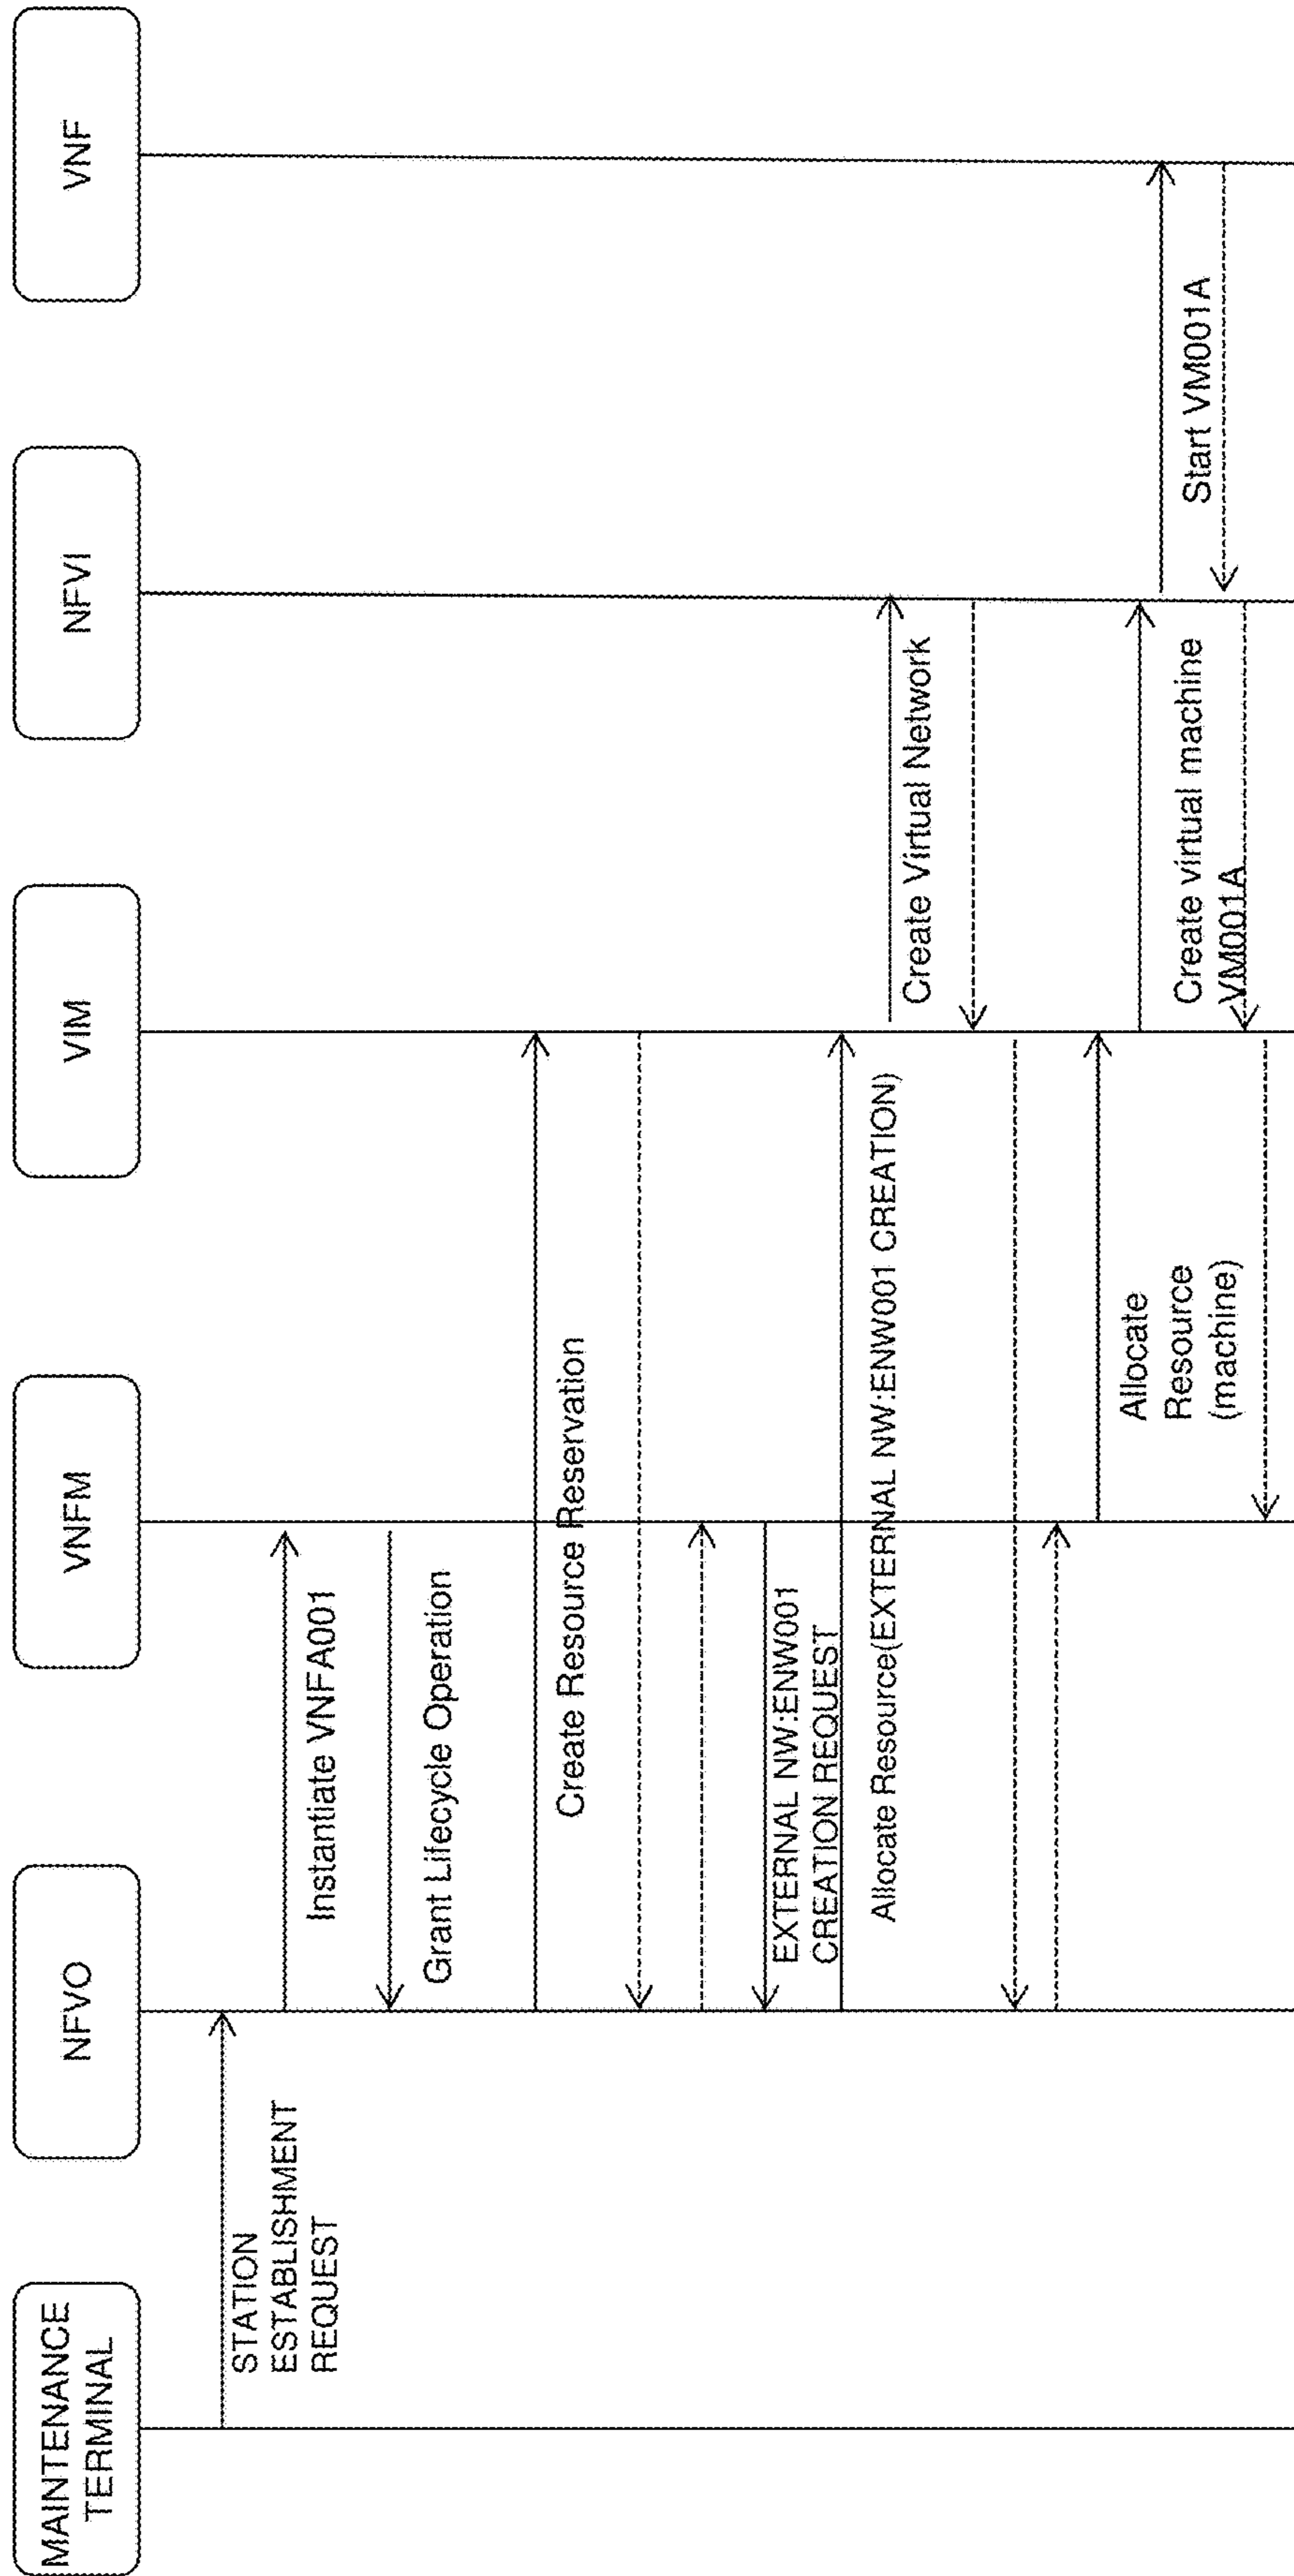 MAINTENANCE
TERMINAL
NFVO
VNFM
VIM
NFVI
VNF
STATION
ESTABLISHMENT
REQUEST
Instantiate VNFA001
Grant Lifecycle Operation
Create Resource Reservation
EXTERNAL NW:ENW001
CREATION REQUEST
Allocate Resource(EXTERNAL NW:ENW001 CREATION)
Create Virtual Network
Allocate
Resource
(machine)
Create virtual machine
VM001A
Start VM001A